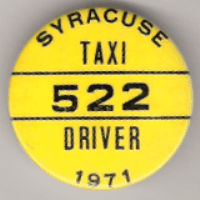 SYRACUSE
TAXI
522
DRIVER
1971